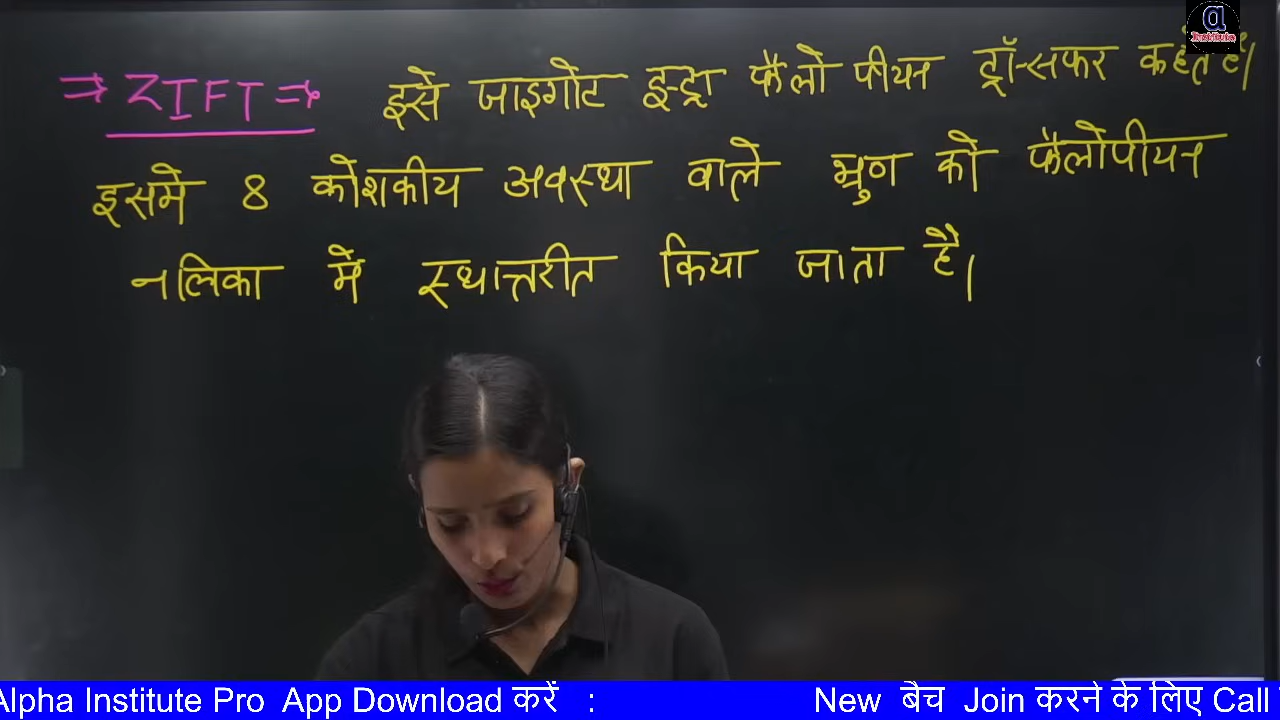 a
Institute
⇒ ZIFT ⇒ इसे जाइगोट इन्ट्रा फैलो पीयन ट्रॉन्सफर कहते है।
इसमे 8 कोशकीय अवस्था वाले भ्रुण को फैलोपीयन
नलिका मे स्थात्तरीत किया जाता है।
Alpha Institute Pro App Download करें : New बैच Join करने के लिए Call